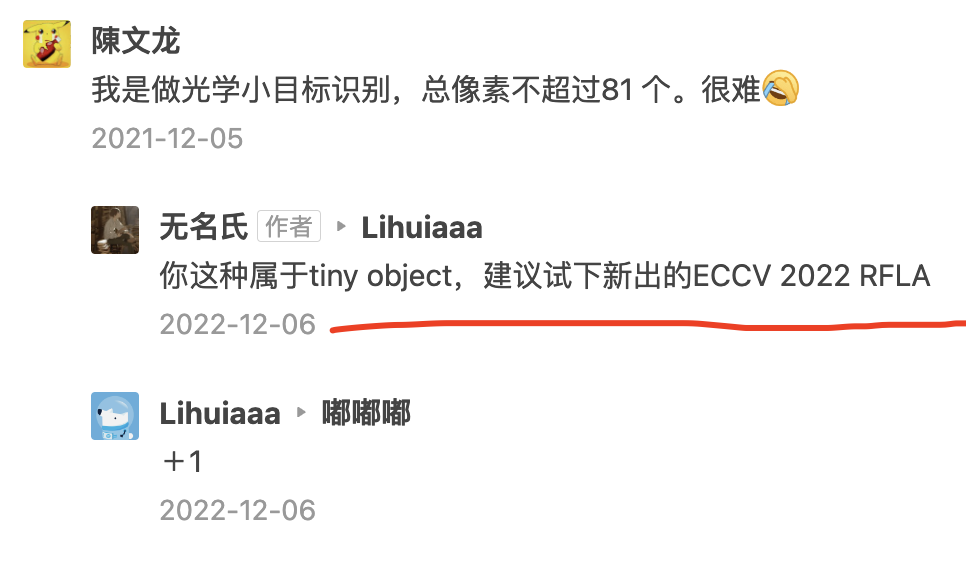 陳文龙
我是做光学小目标识别，总像素不超过81 个。很难🤣
2021-12-05
无名氏 作者 ▸ Lihuiaaa
你这种属于tiny object，建议试下新出的ECCV 2022 RFLA
2022-12-06
Lihuiaaa ▸ 嘟嘟嘟
＋1
2022-12-06